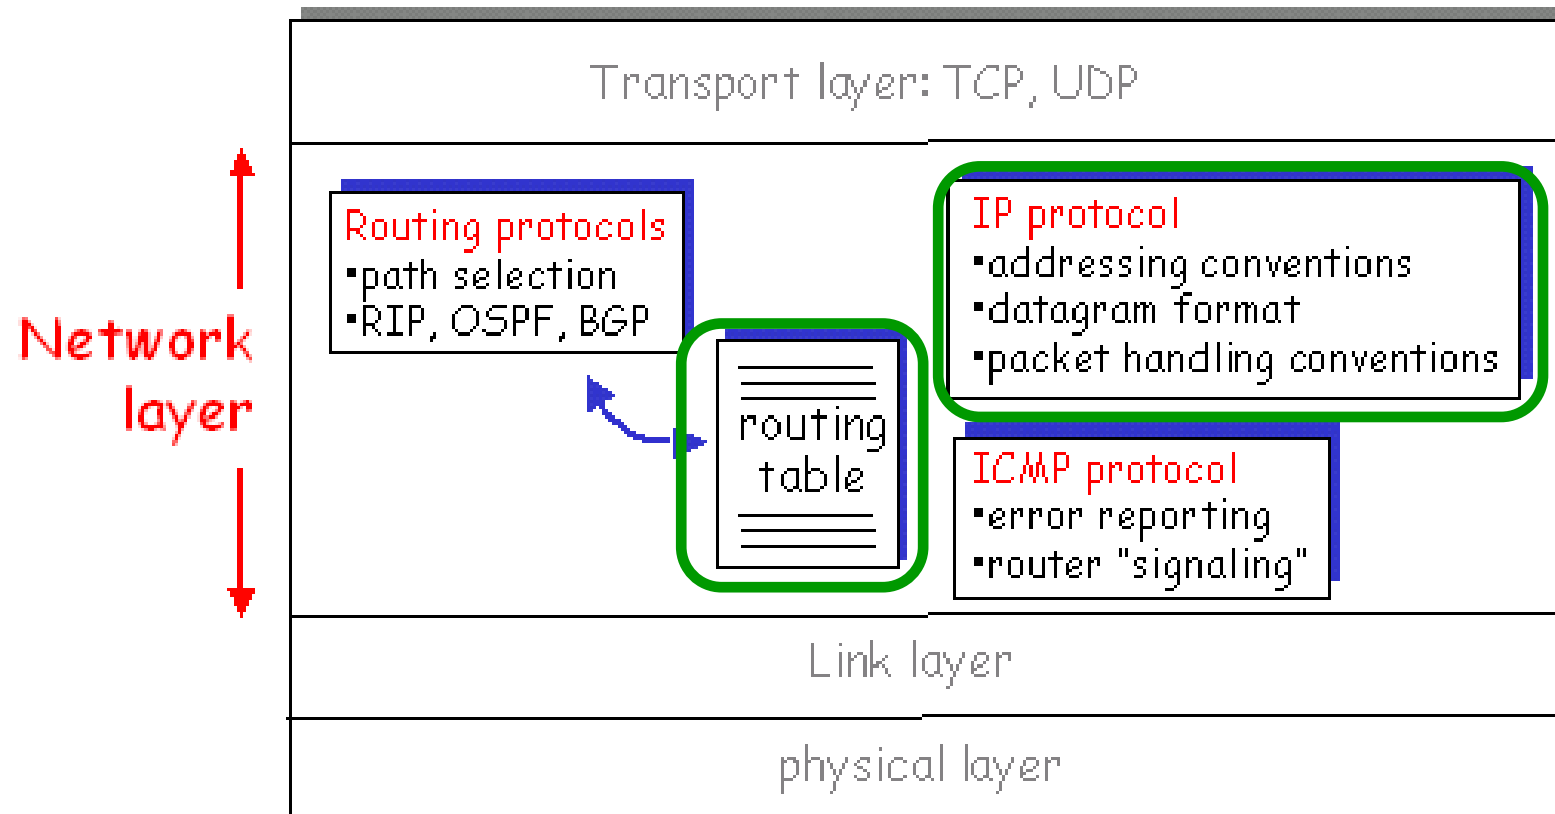 Transport layer: TCP, UDP
Network
layer
Routing protocols
▪path selection
▪RIP, OSPF, BGP
routing
table
IP protocol
▪addressing conventions
▪datagram format
▪packet handling conventions
ICMP protocol
▪error reporting
▪router "signaling"
Link layer
physical layer